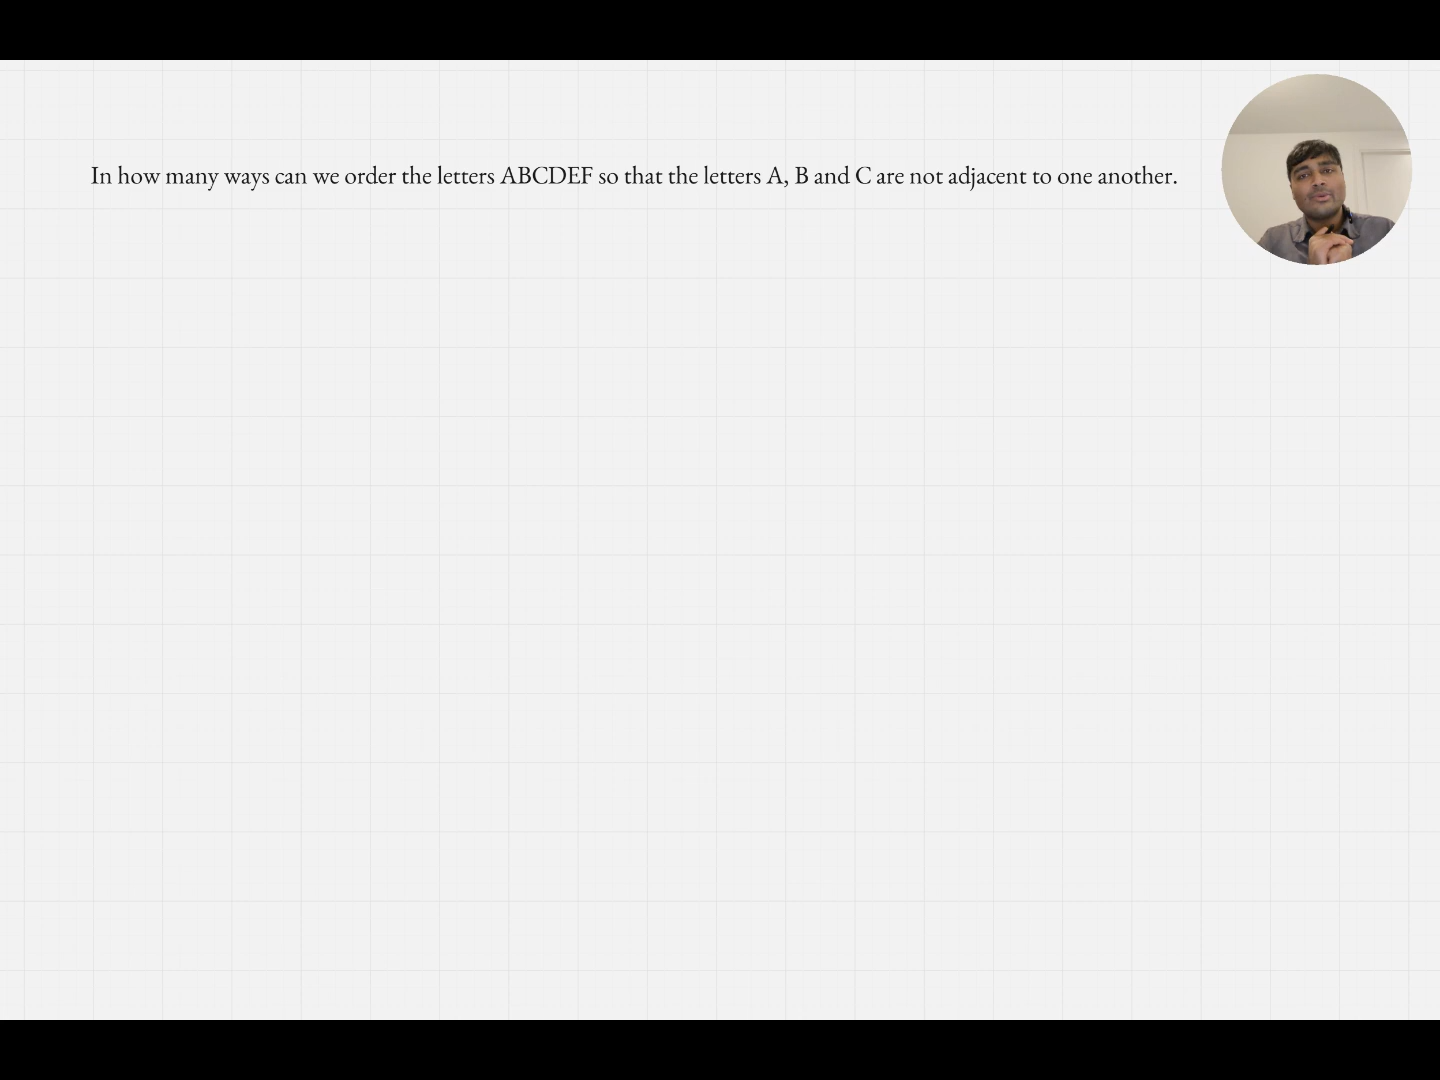 In how many ways can we order the letters ABCDEF so that the letters A, B and C are not adjacent to one another.